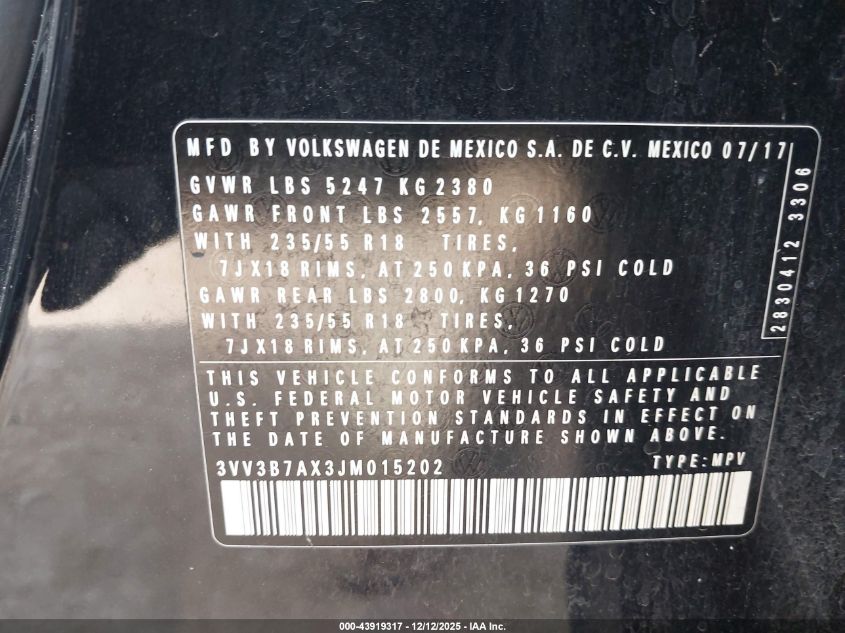 MFD BY VOLKSWAGEN DE MEXICO S.A. DE C.V. MEXICO 07/17
GVWR LBS 5247 KG 2380
GAWR FRONT LBS 2557, KG 1160
WITH 235/55 R18 TIRES,
7JX18 RIMS, AT 250 KPA, 36 PSI COLD
GAWR REAR LBS 2800, KG 1270
WITH 235/55 R18 TIRES,
7JX18 RIMS, AT 250 KPA, 36 PSI COLD
2830412 3306
THIS VEHICLE CONFORMS TO ALL APPLICABLE
U.S. FEDERAL MOTOR VEHICLE SAFETY AND
THEFT PREVENTION STANDARDS IN EFFECT ON
THE DATE OF MANUFACTURE SHOWN ABOVE.
3VV3B7AX3JM015202 TYPE: MPV
000-43919317 - 12/12/2025 - IAA Inc.